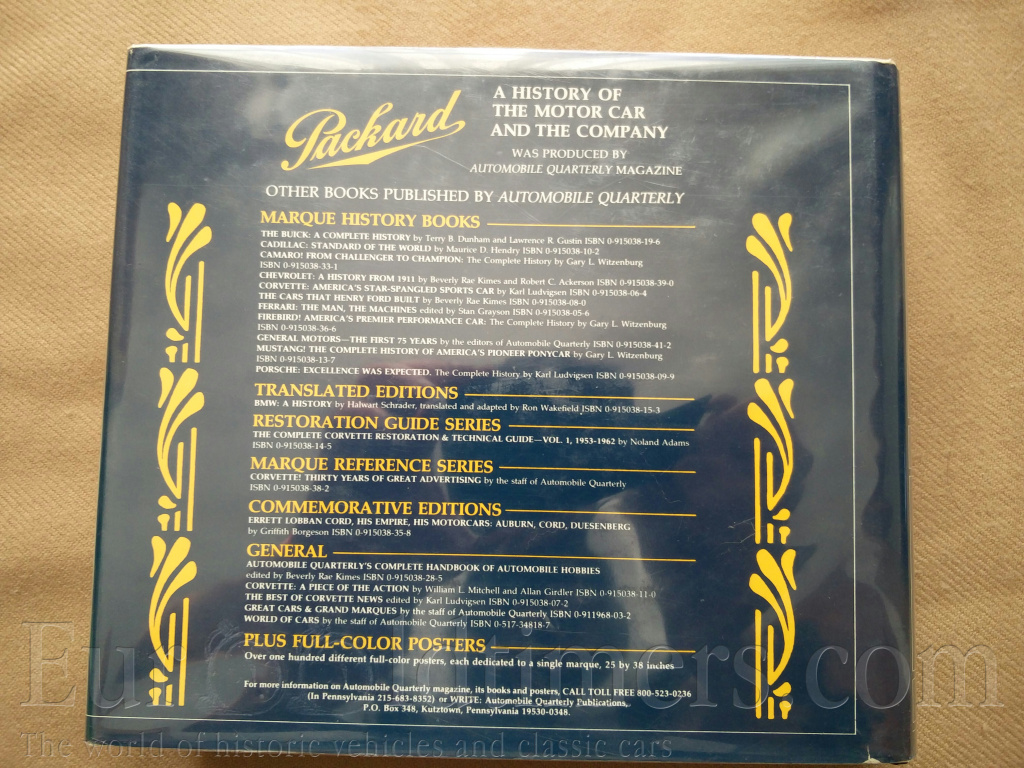 Packard
A HISTORY OF
THE MOTOR CAR
AND THE COMPANY
WAS PRODUCED BY
AUTOMOBILE QUARTERLY MAGAZINE
OTHER BOOKS PUBLISHED BY AUTOMOBILE QUARTERLY
MARQUE HISTORY BOOKS
THE BUICK: A COMPLETE HISTORY by Terry B. Dunham and Lawrence R. Gustin ISBN 0-915038-19-6
CADILLAC: STANDARD OF THE WORLD by Maurice D. Hendry ISBN 0-915038-10-2
CAMARO! FROM CHALLENGER TO CHAMPION: The Complete History by Gary L. Witzenburg
ISBN 0-915038-33-1
CHEVROLET: A HISTORY FROM 1911 by Beverly Rae Kimes and Robert C. Ackerson ISBN 0-915038-39-0
CORVETTE: AMERICA'S STAR-SPANGLED SPORTS CAR by Karl Ludvigsen ISBN 0-915038-06-4
THE CARS THAT HENRY FORD BUILT by Beverly Rae Kimes ISBN 0-915038-08-0
FERRARI: THE MAN, THE MACHINES edited by Stan Grayson ISBN 0-915038-05-6
FIREBIRD! AMERICA'S PREMIER PERFORMANCE CAR: The Complete History by Gary L. Witzenburg
ISBN 0-915038-36-6
GENERAL MOTORS—THE FIRST 75 YEARS by the editors of Automobile Quarterly ISBN 0-915038-41-2
MUSTANG! THE COMPLETE HISTORY OF AMERICA'S PIONEER PONYCAR by Gary L. Witzenburg
ISBN 0-915038-13-7
PORSCHE: EXCELLENCE WAS EXPECTED. The Complete History by Karl Ludvigsen ISBN 0-915038-09-9
TRANSLATED EDITIONS
BMW: A HISTORY by Halwart Schrader, translated and adapted by Ron Wakefield ISBN 0-915038-15-3
RESTORATION GUIDE SERIES
THE COMPLETE CORVETTE RESTORATION & TECHNICAL GUIDE—VOL. 1, 1953-1962 by Noland Adams
ISBN 0-915038-14-5
MARQUE REFERENCE SERIES
CORVETTE! THIRTY YEARS OF GREAT ADVERTISING by the staff of Automobile Quarterly
ISBN 0-915038-38-2
COMMEMORATIVE EDITIONS
ERRETT LOBBAN CORD, HIS EMPIRE, HIS MOTORCARS: AUBURN, CORD, DUESENBERG
by Griffith Borgeson ISBN 0-915038-35-8
GENERAL
AUTOMOBILE QUARTERLY'S COMPLETE HANDBOOK OF AUTOMOBILE HOBBIES
edited by Beverly Rae Kimes ISBN 0-915038-28-5
CORVETTE: A PIECE OF THE ACTION by William L. Mitchell and Allan Girdler ISBN 0-915038-11-0
THE BEST OF CORVETTE NEWS edited by Karl Ludvigsen ISBN 0-915038-07-2
GREAT CARS & GRAND MARQUES by the staff of Automobile Quarterly ISBN 0-911968-03-2
WORLD OF CARS by the staff of Automobile Quarterly ISBN 0-517-34818-7
PLUS FULL-COLOR POSTERS
Over one hundred different full-color posters, each dedicated to a single marque, 25 by 38 inches
For more information on Automobile Quarterly magazine, its books and posters, CALL TOLL FREE 800-523-0236
(In Pennsylvania 215-683-8352) or WRITE: Automobile Quarterly Publications,
P.O. Box 348, Kutztown, Pennsylvania 19530-0348.
EuroOldtimers.com
The world of historic vehicles and classic cars